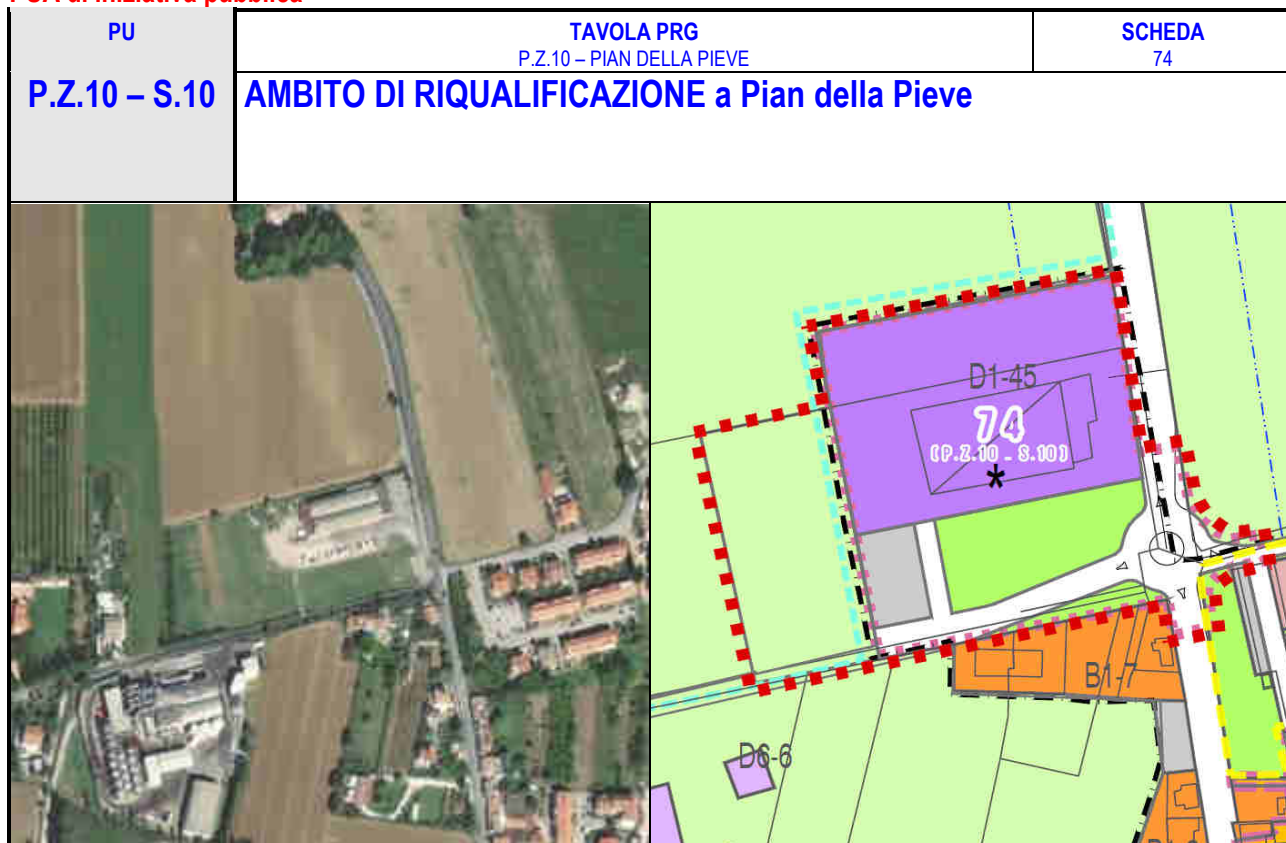 PU
TAVOLA PRG
P.Z.10 – PIAN DELLA PIEVE
SCHEDA
74
P.Z.10 – S.10
AMBITO DI RIQUALIFICAZIONE a Pian della Pieve
D1-45
74
(P.Z.10 - S.10)
*
B1-7
D6-6